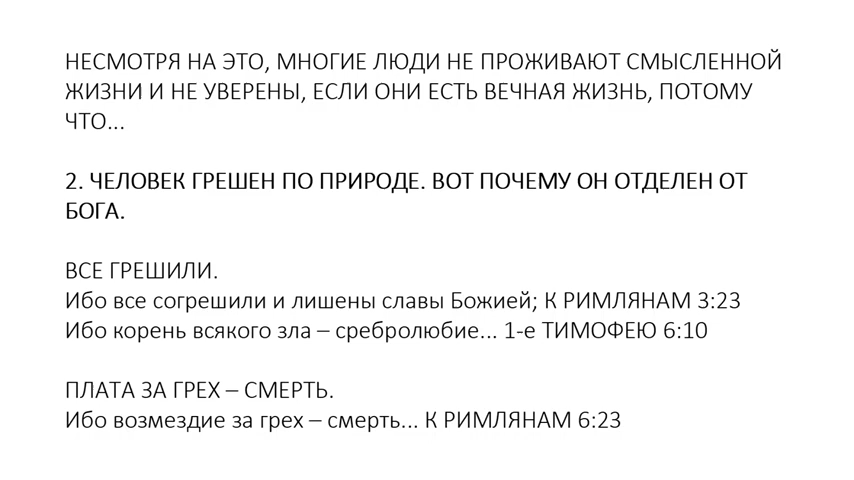 НЕСМОТРЯ НА ЭТО, МНОГИЕ ЛЮДИ НЕ ПРОЖИВАЮТ СМЫСЛЕННОЙ
ЖИЗНИ И НЕ УВЕРЕНЫ, ЕСЛИ ОНИ ЕСТЬ ВЕЧНАЯ ЖИЗНЬ, ПОТОМУ
ЧТО...
2. ЧЕЛОВЕК ГРЕШЕН ПО ПРИРОДЕ. ВОТ ПОЧЕМУ ОН ОТДЕЛЕН ОТ
БОГА.
ВСЕ ГРЕШИЛИ.
Ибо все согрешили и лишены славы Божией; К РИМЛЯНАМ 3:23
Ибо корень всякого зла – сребролюбие... 1-е ТИМОФЕЮ 6:10
ПЛАТА ЗА ГРЕХ – СМЕРТЬ.
Ибо возмездие за грех – смерть... К РИМЛЯНАМ 6:23